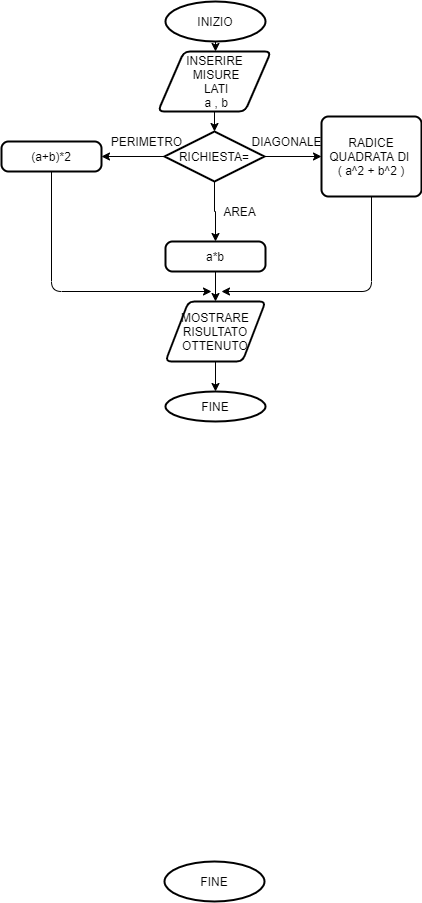 INIZIO
INSERIRE
MISURE
LATI
a , b
PERIMETRO
DIAGONALE
RICHIESTA=
(a+b)*2
RADICE
QUADRATA DI
( a^2 + b^2 )
AREA
a*b
MOSTRARE
RISULTATO
OTTENUTO
FINE
FINE